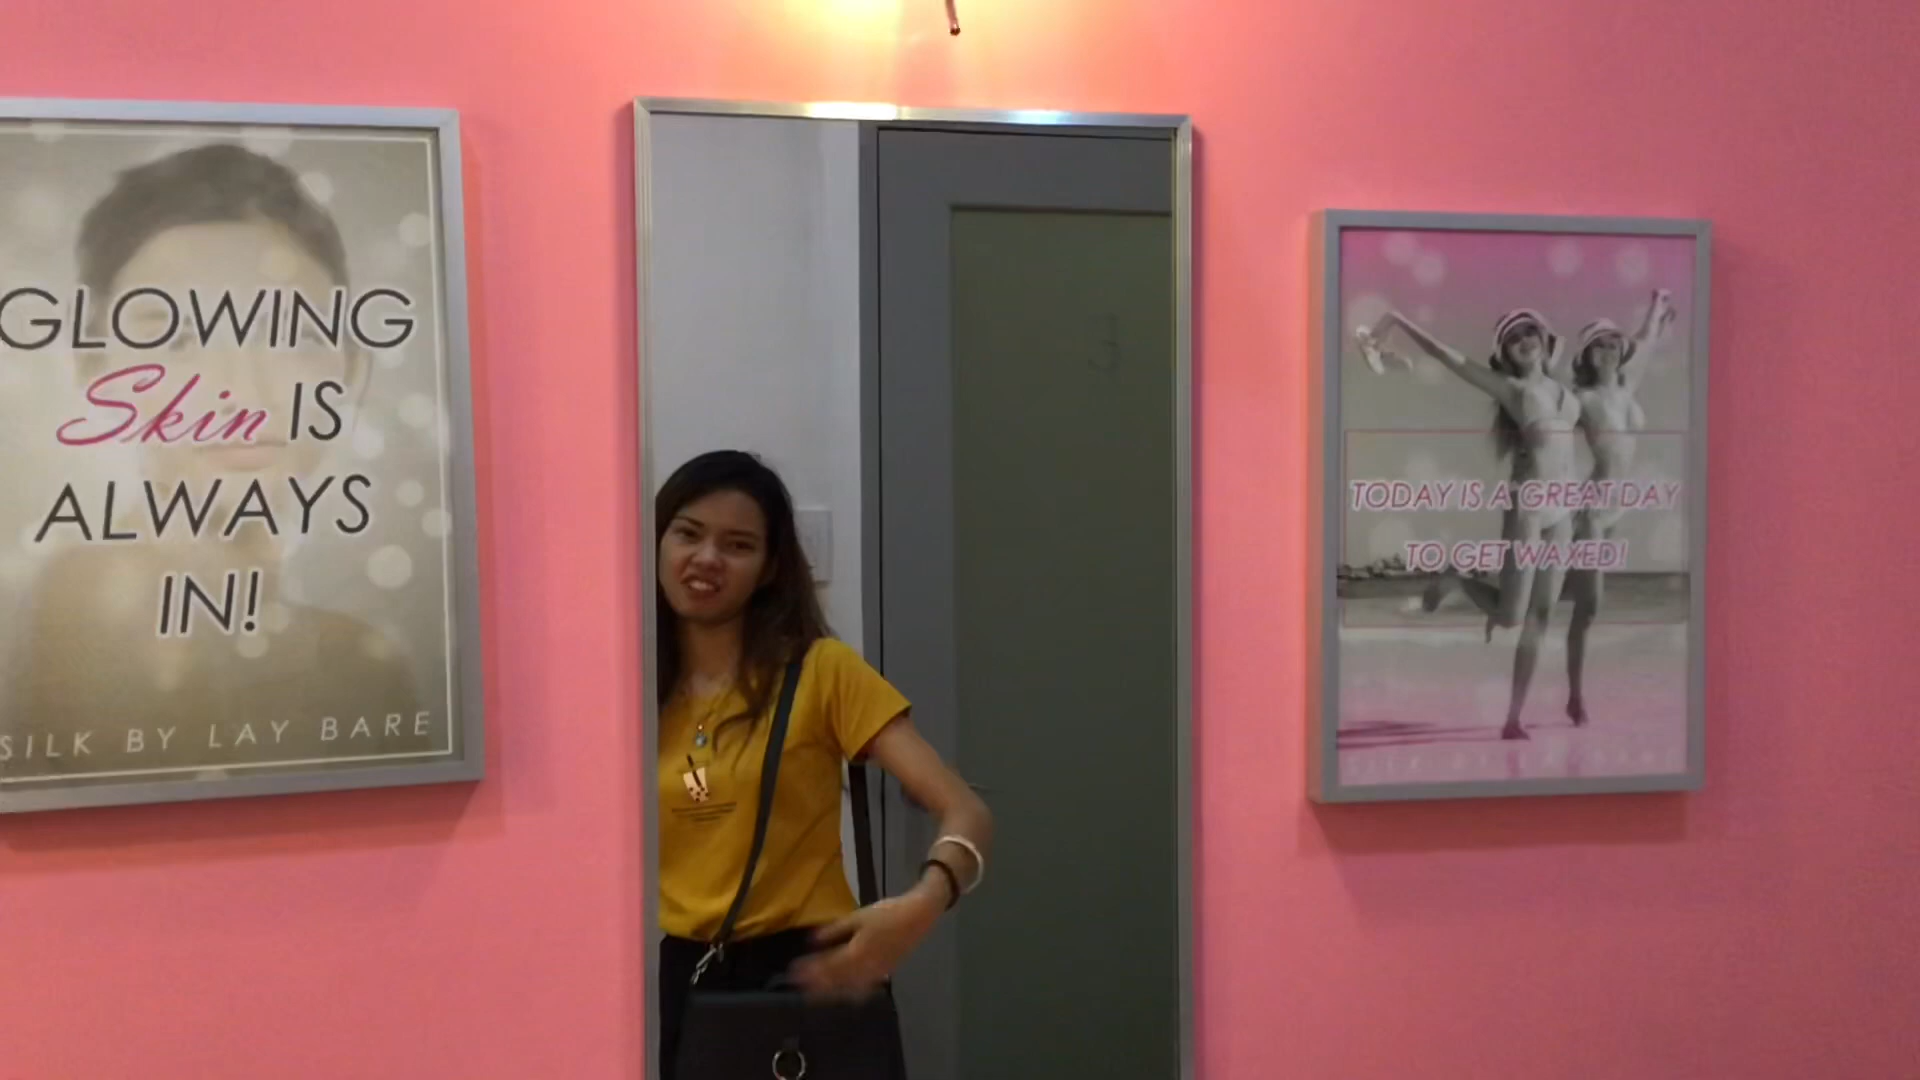 GLOWING
Skin IS
ALWAYS
IN!
SILK BY LAY BARE
TODAY IS A GREAT DAY
TO GET WAXED!